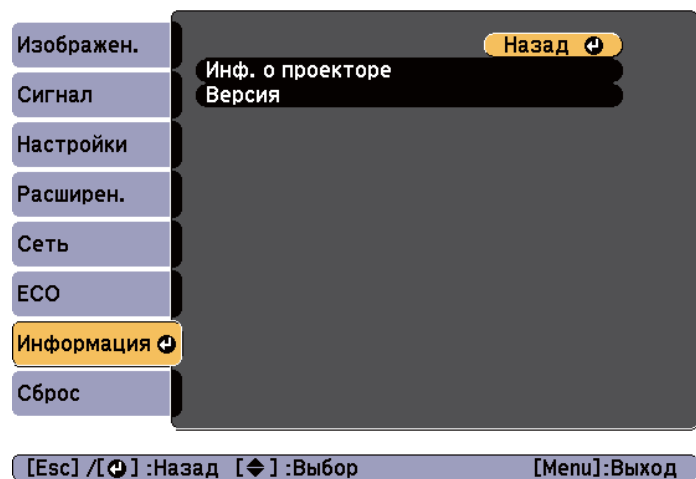 Изображен.
Сигнал
Настройки
Расширен.
Сеть
ECO
Информация
Сброс
Назад
Инф. о проекторе
Версия
[Esc] /[ ] :Назад [ ] :Выбор [Menu]:Выход